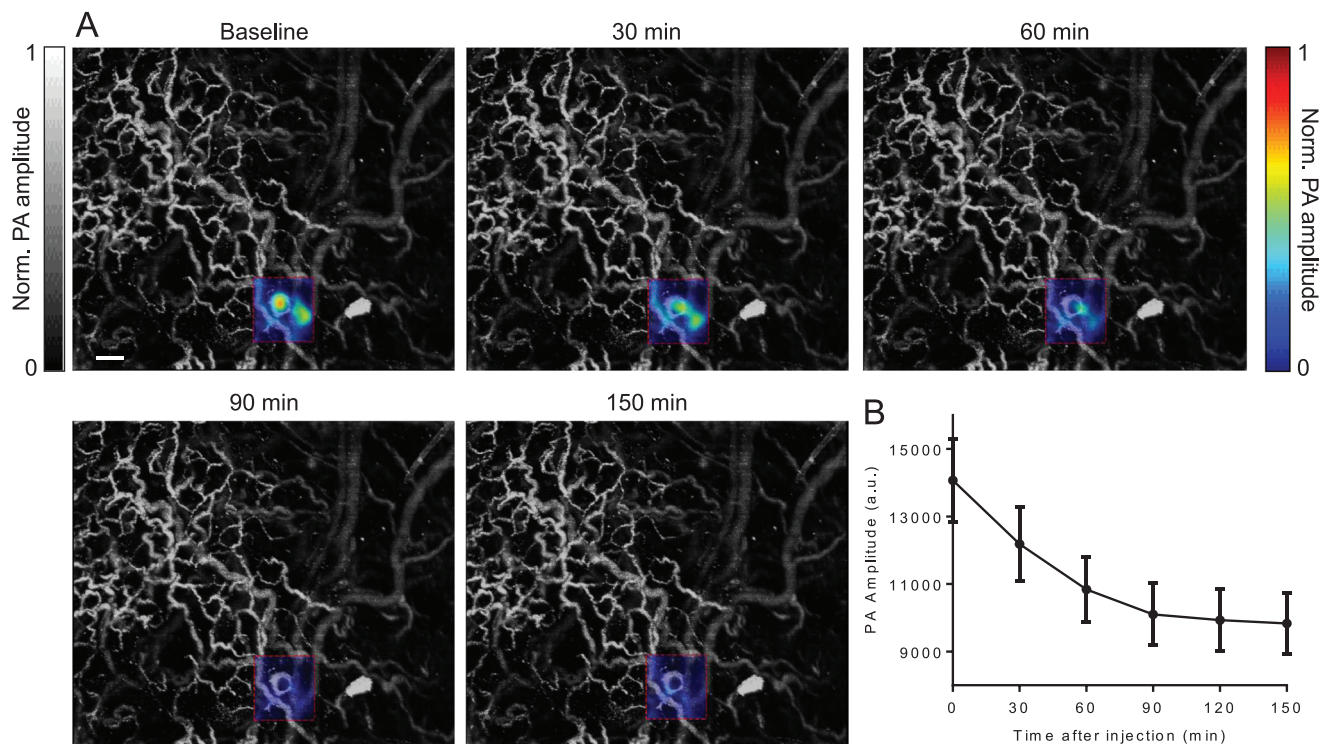 A
Baseline
30 min
60 min
1
Norm. PA amplitude
0
1
Norm. PA amplitude
0
90 min
150 min
B
15000
13000
11000
9000
PA Amplitude (a.u.)
0 30 60 90 120 150
Time after injection (min)